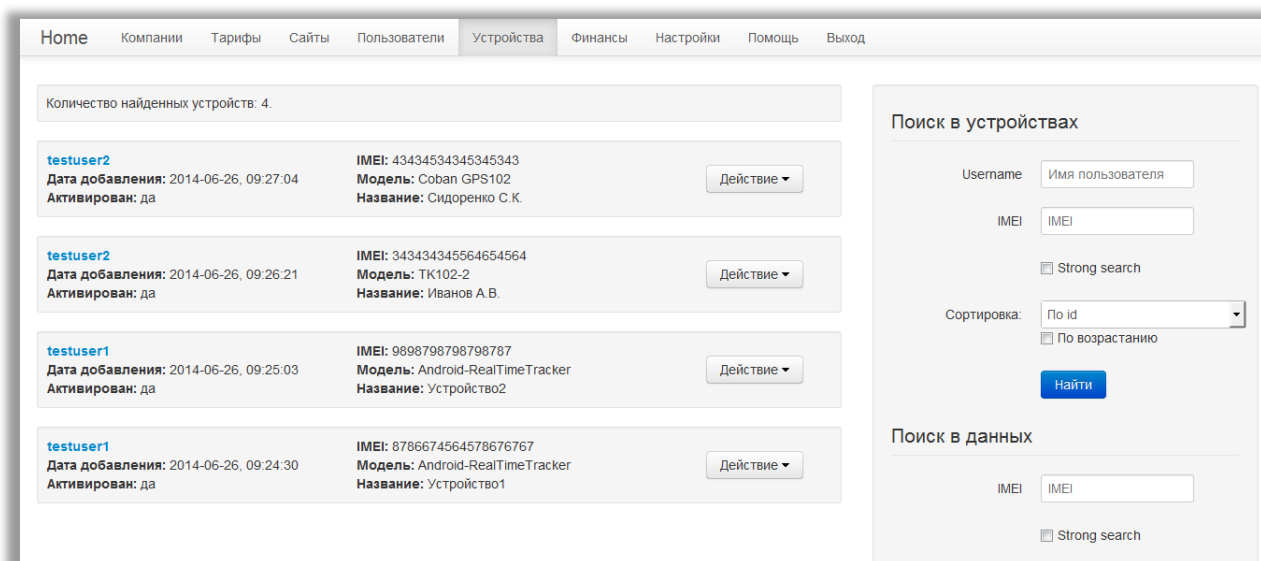 Home Компании Тарифы Сайты Пользователи Устройства Финансы Настройки Помощь Выход
Количество найденных устройств: 4.
testuser2
Дата добавления: 2014-06-26, 09:27:04
Активирован: да
IMEI: 43434534345345343
Модель: Coban GPS102
Название: Сидоренко С.К.
Действие
testuser2
Дата добавления: 2014-06-26, 09:26:21
Активирован: да
IMEI: 343434345564654564
Модель: TK102-2
Название: Иванов А.В.
Действие
testuser1
Дата добавления: 2014-06-26, 09:25:03
Активирован: да
IMEI: 9898798798798787
Модель: Android-RealTimeTracker
Название: Устройство2
Действие
testuser1
Дата добавления: 2014-06-26, 09:24:30
Активирован: да
IMEI: 8786674564578676767
Модель: Android-RealTimeTracker
Название: Устройство1
Действие
Поиск в устройствах
Username Имя пользователя
IMEI IMEI
Strong search
Сортировка: По id
По возрастанию
Найти
Поиск в данных
IMEI IMEI
Strong search